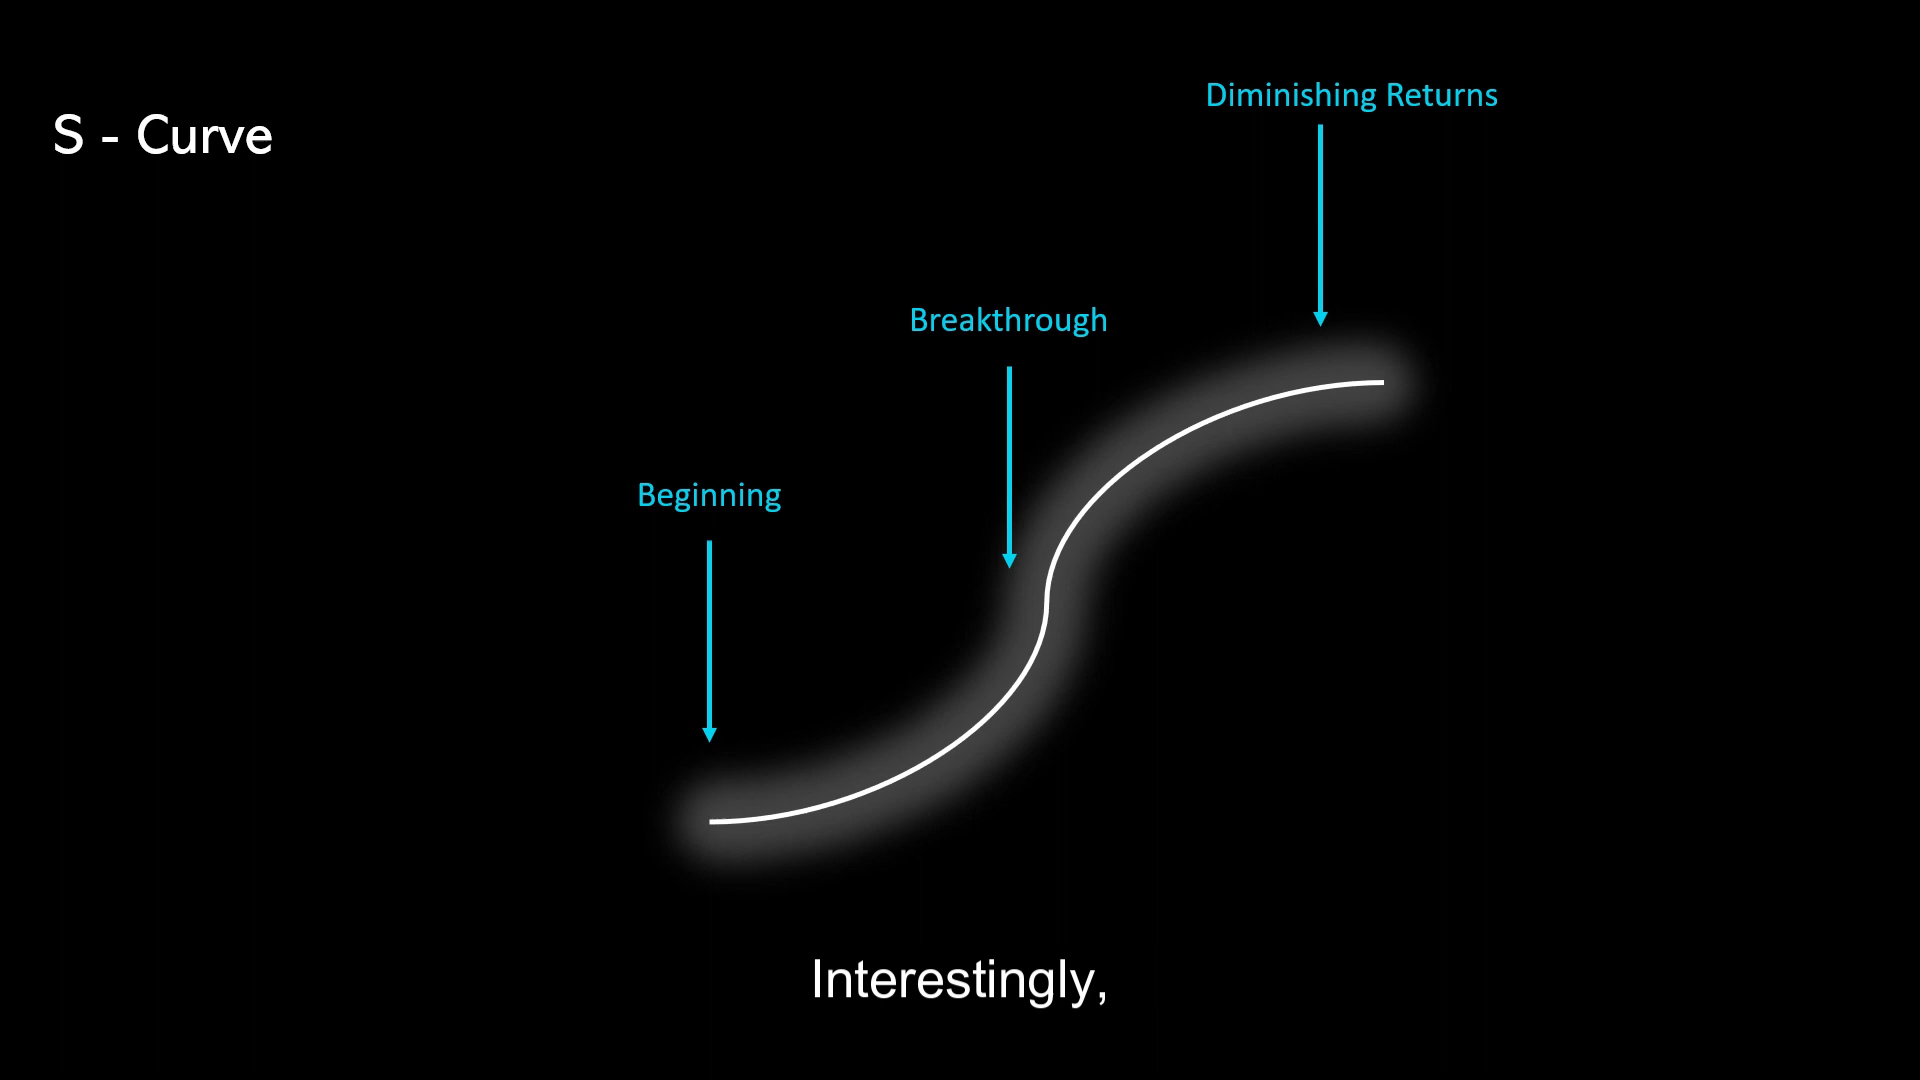 S - Curve
Diminishing Returns
Breakthrough
Beginning
Interestingly,